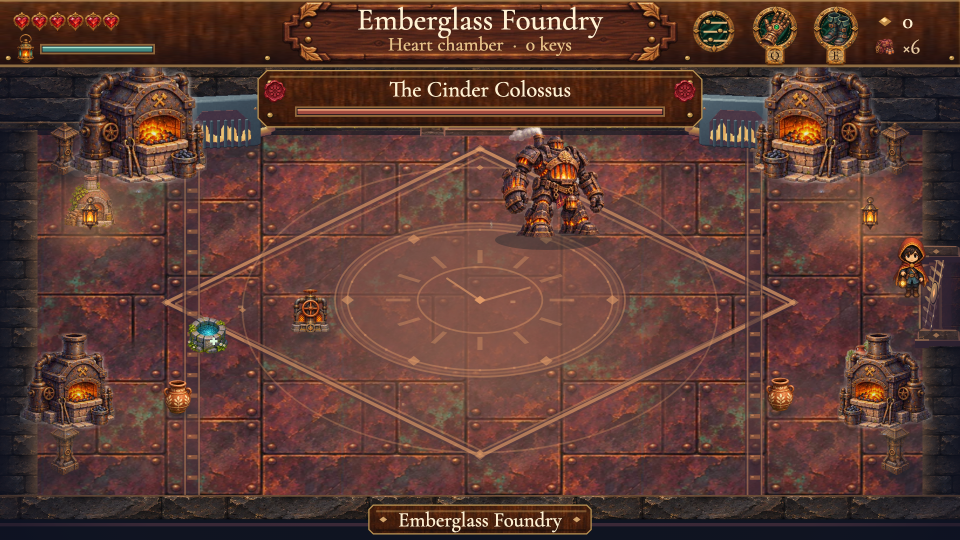 Emberglass Foundry
Heart chamber · 0 keys
0
Q
E
×6
The Cinder Colossus
Emberglass Foundry